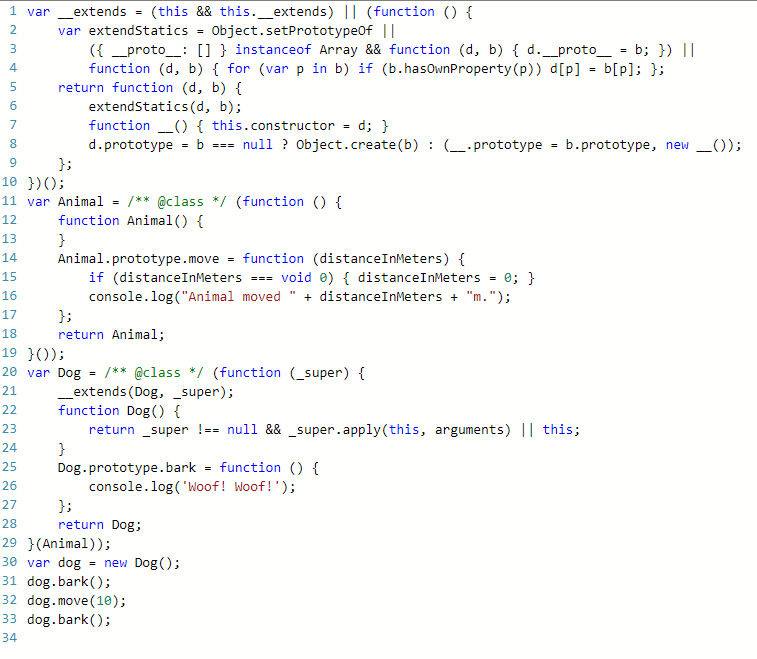 1 var __extends = (this && this.__extends) || (function () {
2     var extendStatics = Object.setPrototypeOf ||
3         ({ __proto__: [] } instanceof Array && function (d, b) { d.__proto__ = b; }) ||
4         function (d, b) { for (var p in b) if (b.hasOwnProperty(p)) d[p] = b[p]; };
5     return function (d, b) {
6         extendStatics(d, b);
7         function __() { this.constructor = d; }
8         d.prototype = b === null ? Object.create(b) : (__.prototype = b.prototype, new __());
9     };
10 })();
11 var Animal = /** @class */ (function () {
12     function Animal() {
13     }
14     Animal.prototype.move = function (distanceInMeters) {
15         if (distanceInMeters === void 0) { distanceInMeters = 0; }
16         console.log("Animal moved " + distanceInMeters + "m.");
17     };
18     return Animal;
19 }());
20 var Dog = /** @class */ (function (_super) {
21     __extends(Dog, _super);
22     function Dog() {
23         return _super !== null && _super.apply(this, arguments) || this;
24     }
25     Dog.prototype.bark = function () {
26         console.log('Woof! Woof!');
27     };
28     return Dog;
29 }(Animal));
30 var dog = new Dog();
31 dog.bark();
32 dog.move(10);
33 dog.bark();
34